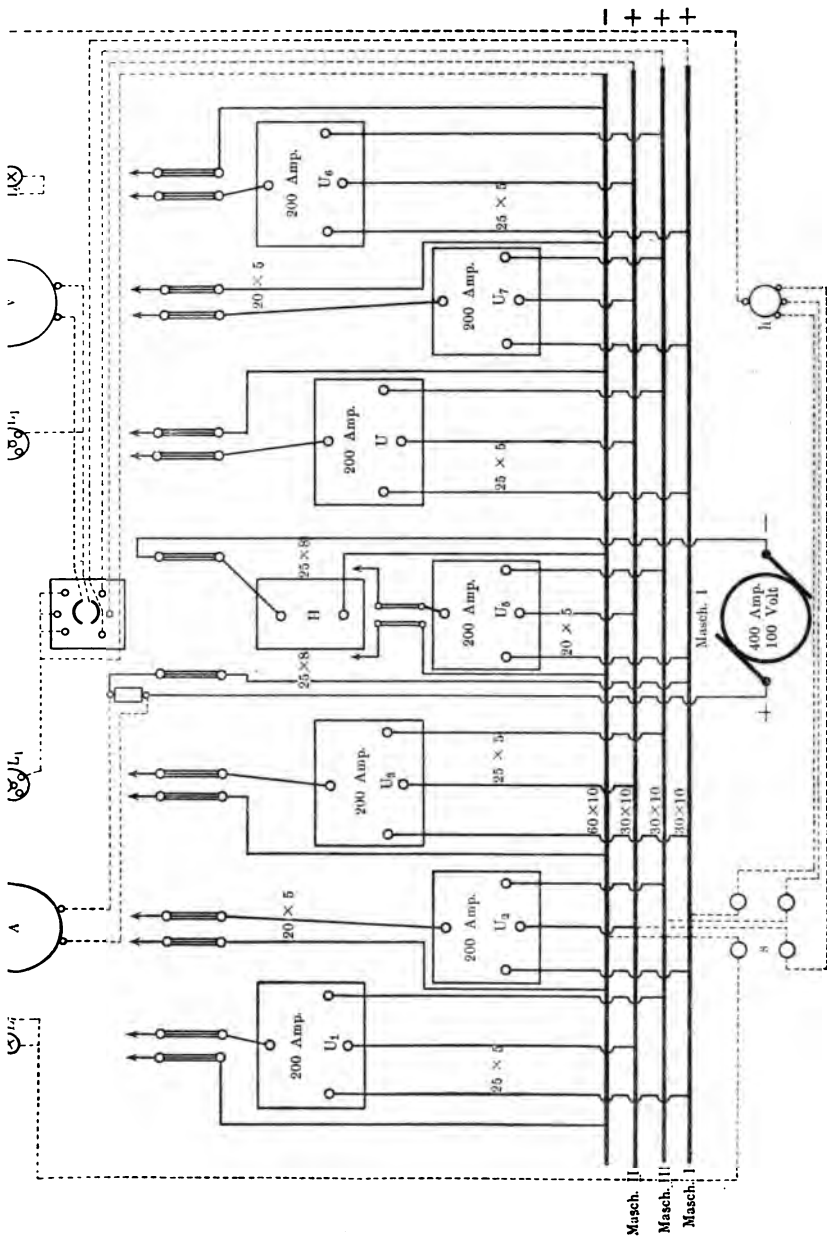 − + + +
200 Amp.
U₆
25 × 5
20 × 5
200 Amp.
U₇
200 Amp.
U
25 × 5
25×8
H
25×8
200 Amp.
U₅
20 × 5
Masch. I
400 Amp.
100 Volt
−
+
h
200 Amp.
U₃
25 × 5
60×10
30×10
30×10
30×10
A
20 × 5
200 Amp.
U₂
s
200 Amp.
U₁
25 × 5
Masch. II
Masch. I